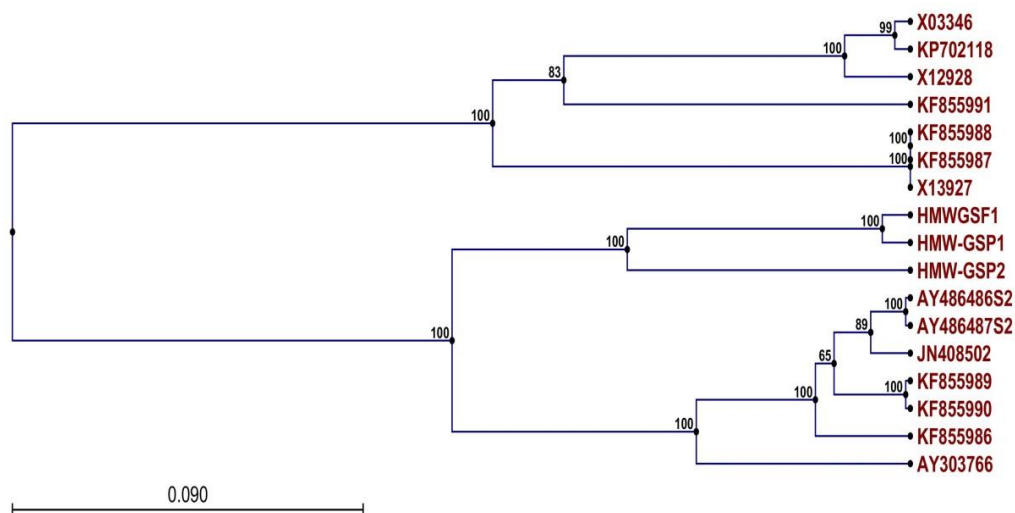 X03346
99
KP702118
100
X12928
83
KF855991
100
KF855988
100
KF855987
100
X13927
HMWGSF1
100
HMW-GSP1
100
HMW-GSP2
AY486486S2
100
AY486487S2
89
JN408502
100
65
KF855989
100
KF855990
100
KF855986
100
AY303766
0.090